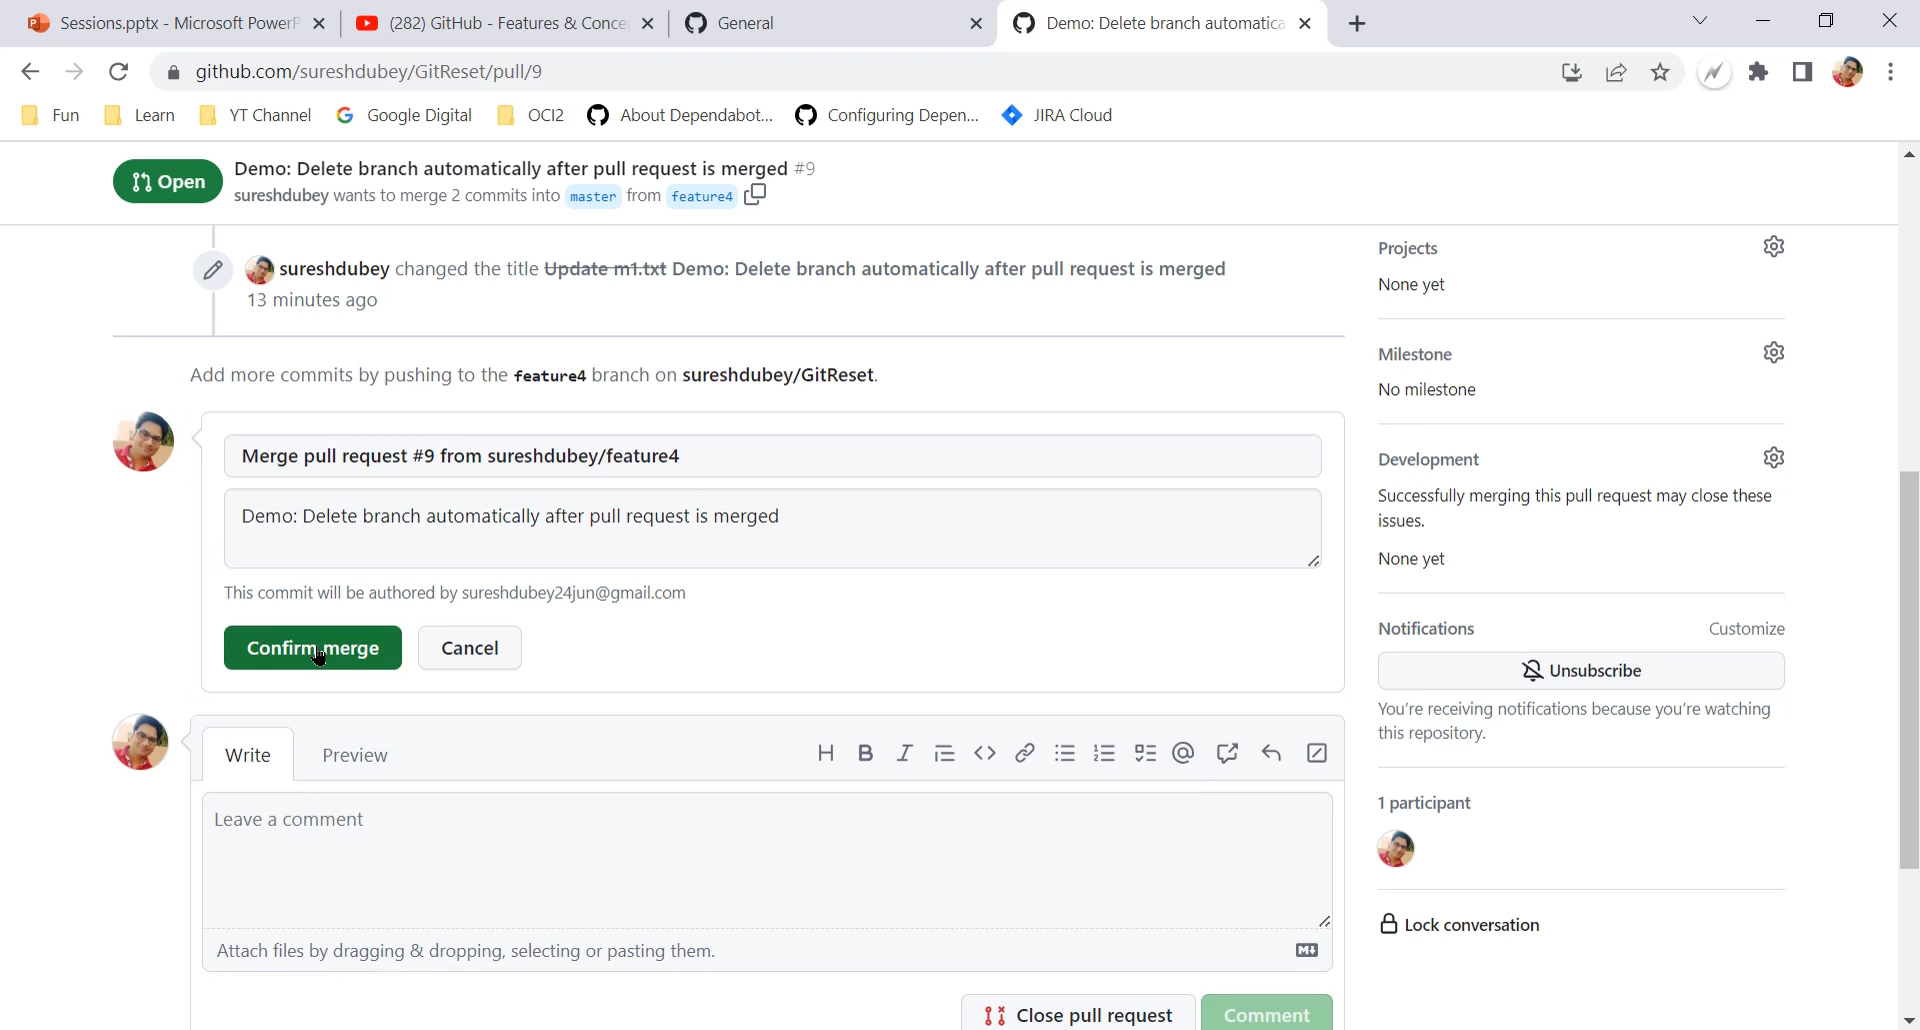 Sessions.pptx - Microsoft PowerP
(282) GitHub - Features & Conce
General
Demo: Delete branch automatica
github.com/sureshdubey/GitReset/pull/9
Fun
Learn
YT Channel
Google Digital
OCI2
About Dependabot...
Configuring Depen...
JIRA Cloud
Open
Demo: Delete branch automatically after pull request is merged #9
sureshdubey wants to merge 2 commits into master from feature4
sureshdubey changed the title Update m1.txt Demo: Delete branch automatically after pull request is merged
13 minutes ago
Add more commits by pushing to the feature4 branch on sureshdubey/GitReset.
Merge pull request #9 from sureshdubey/feature4
Demo: Delete branch automatically after pull request is merged
This commit will be authored by sureshdubey24jun@gmail.com
Confirm merge
Cancel
Write
Preview
Leave a comment
Attach files by dragging & dropping, selecting or pasting them.
Close pull request
Comment
Projects
None yet
Milestone
No milestone
Development
Successfully merging this pull request may close these
issues.
None yet
Notifications
Customize
Unsubscribe
You're receiving notifications because you're watching
this repository.
1 participant
Lock conversation